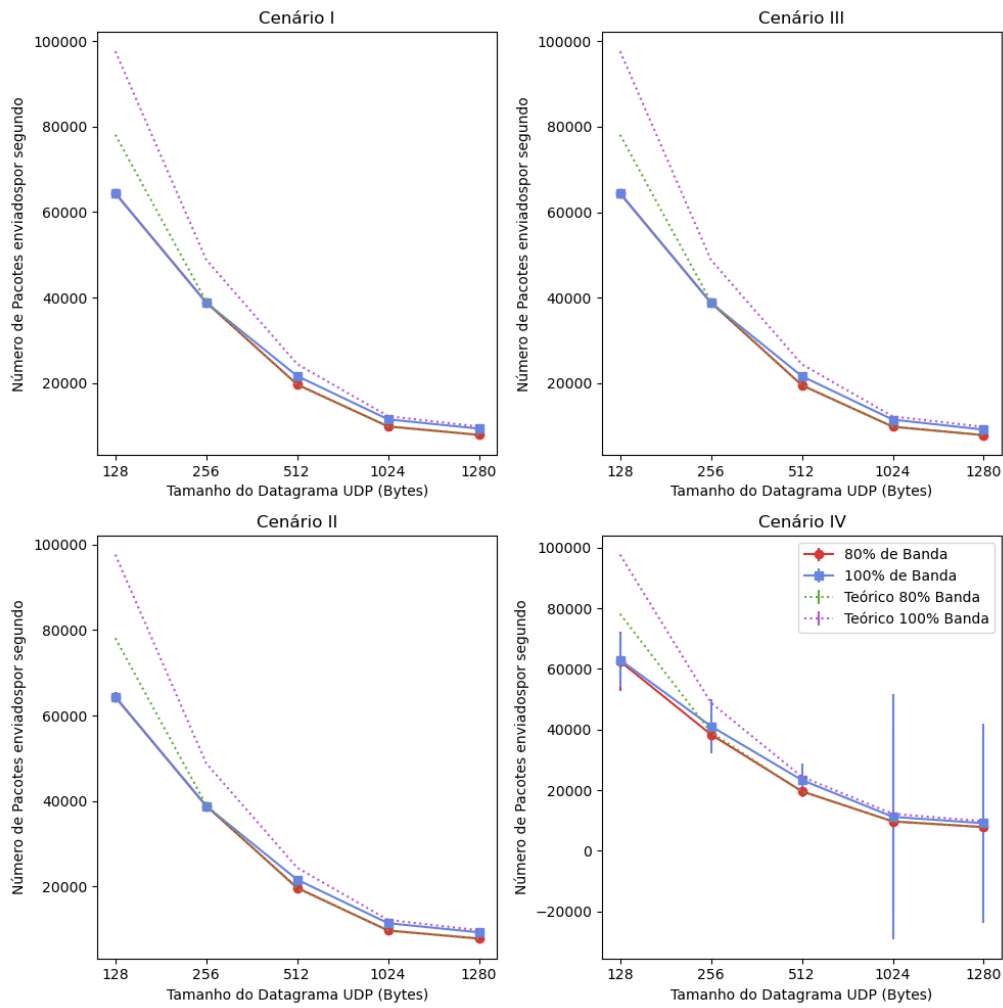 Cenário I
Número de Pacotes enviadospor segundo
100000
80000
60000
40000
20000
128 256 512 1024 1280
Tamanho do Datagrama UDP (Bytes)
Cenário III
Número de Pacotes enviadospor segundo
100000
80000
60000
40000
20000
128 256 512 1024 1280
Tamanho do Datagrama UDP (Bytes)
Cenário II
Número de Pacotes enviadospor segundo
100000
80000
60000
40000
20000
128 256 512 1024 1280
Tamanho do Datagrama UDP (Bytes)
Cenário IV
Número de Pacotes enviadospor segundo
100000
80000
60000
40000
20000
0
−20000
80% de Banda
100% de Banda
Teórico 80% Banda
Teórico 100% Banda
128 256 512 1024 1280
Tamanho do Datagrama UDP (Bytes)